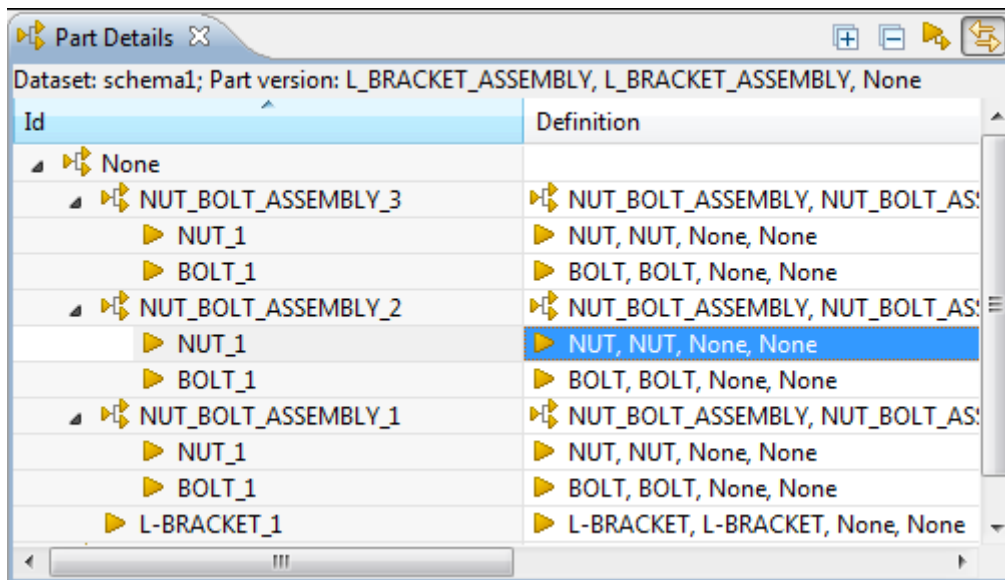 Part Details
Dataset: schema1; Part version: L_BRACKET_ASSEMBLY, L_BRACKET_ASSEMBLY, None
Id Definition
None
NUT_BOLT_ASSEMBLY_3 NUT_BOLT_ASSEMBLY, NUT_BOLT_AS
NUT_1 NUT, NUT, None, None
BOLT_1 BOLT, BOLT, None, None
NUT_BOLT_ASSEMBLY_2 NUT_BOLT_ASSEMBLY, NUT_BOLT_AS
NUT_1 NUT, NUT, None, None
BOLT_1 BOLT, BOLT, None, None
NUT_BOLT_ASSEMBLY_1 NUT_BOLT_ASSEMBLY, NUT_BOLT_AS
NUT_1 NUT, NUT, None, None
BOLT_1 BOLT, BOLT, None, None
L-BRACKET_1 L-BRACKET, L-BRACKET, None, None